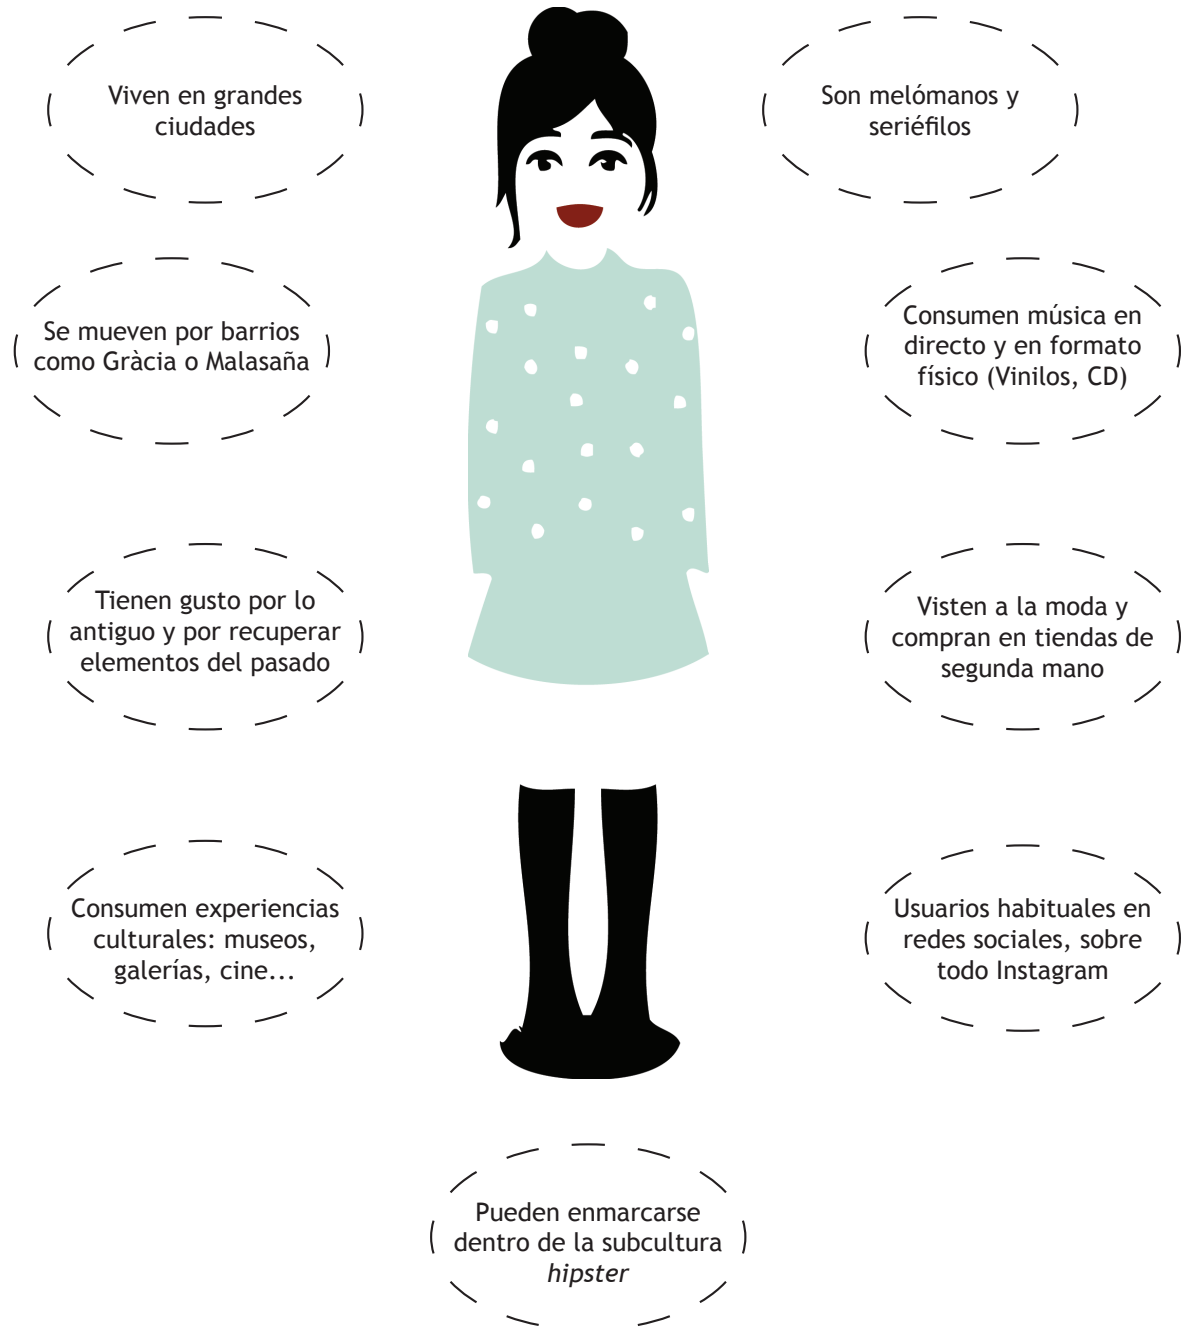 Viven en grandes
ciudades
Son melómanos y
seriéfilos
Se mueven por barrios
como Gràcia o Malasaña
Consumen música en
directo y en formato
físico (Vinilos, CD)
Tienen gusto por lo
antiguo y por recuperar
elementos del pasado
Visten a la moda y
compran en tiendas de
segunda mano
Consumen experiencias
culturales: museos,
galerías, cine...
Usuarios habituales en
redes sociales, sobre
todo Instagram
Pueden enmarcarse
dentro de la subcultura
hipster